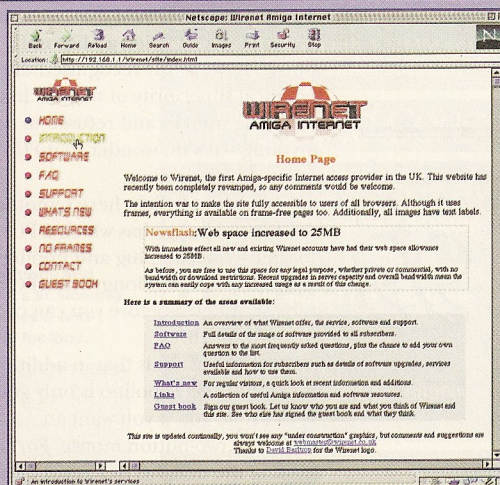 Netscape: Wirenet Amiga Internet
Back Forward Reload Home Search Guide Images Print Security Stop
N
Location: http://192.168.1.1/Wirenet/site/index.html
WIRENET
AMIGA INTERNET
HOME
INTRODUCTION
SOFTWARE
FAQ
SUPPORT
WHATS NEW
RESOURCES
NO FRAMES
CONTACT
GUEST BOOK
WIRENET
AMIGA INTERNET
Home Page
Welcome to Wirenet, the first Amiga-specific Internet access provider in the UK. This website has
recently been completely revamped, so any comments would be welcome.
The intention was to make the site fully accessible to users of all browsers. Although it uses
frames, everything is available on frame-free pages too. Additionally, all images have text labels.
Newsflash:Web space increased to 25MB
With immediate effect all new and existing Wirenet accounts have had their web space allowance
increased to 25MB.
As before, you are free to use this space for any legal purpose, whether private or commercial, with no
bandwidth or download restrictions. Recent upgrades in server capacity and overall bandwidth mean the
system can easily cope with any increased usage as a result of this change.
Here is a summary of the areas available:
Introduction An overview of what Wirenet offers, the service, software and support.
Software Full details of the range of software provided to all subscribers.
FAQ Answers to the most frequently asked questions, plus the chance to add your own
question to the list.
Support Useful information for subscribers such as details of software upgrades, services
available and how to use them.
What's new For regular visitors, a quick look at recent information and additions.
Links A collection of useful Amiga information and software resources.
Guest book Sign our guest book. Let us know who you are and what you think of Wirenet and
this site. See who else has signed the guest book and what they think.
This site is updated continually, you won't see any "under construction" graphics, but comments and suggestions are
always welcome at webmaster@wirenet.co.uk
Thanks to David Bastrop for the Wirenet logo.
An introduction to Wirenet's services